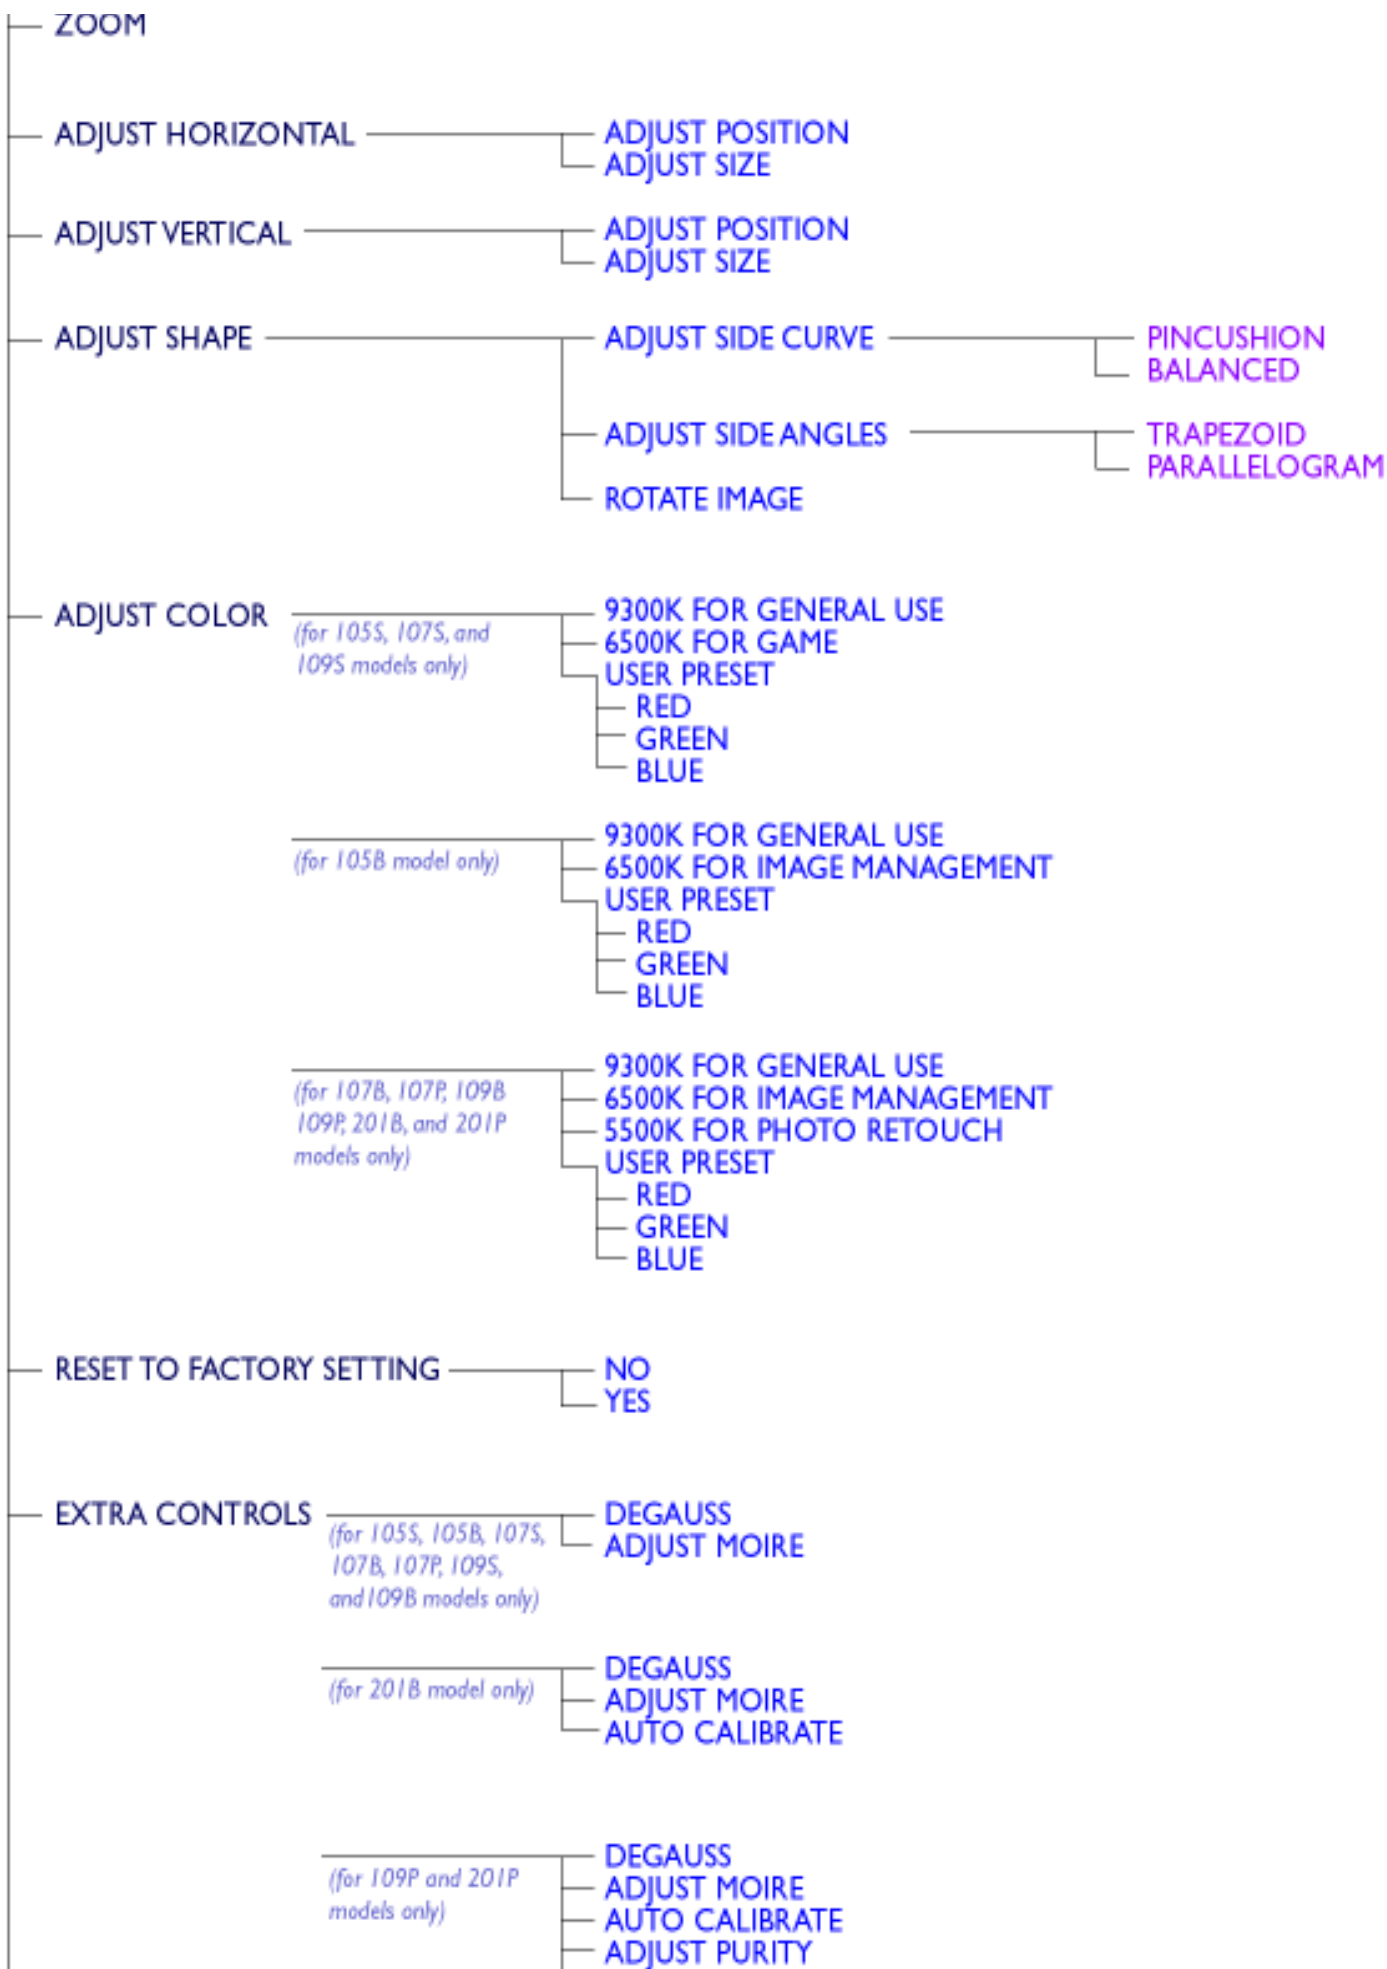 ZOOM
ADJUST HORIZONTAL
ADJUST POSITION
ADJUST SIZE
ADJUST VERTICAL
ADJUST POSITION
ADJUST SIZE
ADJUST SHAPE
ADJUST SIDE CURVE
PINCUSHION
BALANCED
ADJUST SIDE ANGLES
TRAPEZOID
PARALLELOGRAM
ROTATE IMAGE
ADJUST COLOR
(for 105S, 107S, and
109S models only)
9300K FOR GENERAL USE
6500K FOR GAME
USER PRESET
RED
GREEN
BLUE
(for 105B model only)
9300K FOR GENERAL USE
6500K FOR IMAGE MANAGEMENT
USER PRESET
RED
GREEN
BLUE
(for 107B, 107P, 109B
109P, 201B, and 201P
models only)
9300K FOR GENERAL USE
6500K FOR IMAGE MANAGEMENT
5500K FOR PHOTO RETOUCH
USER PRESET
RED
GREEN
BLUE
RESET TO FACTORY SETTING
NO
YES
EXTRA CONTROLS
(for 105S, 105B, 107S,
107B, 107P, 109S,
and109B models only)
DEGAUSS
ADJUST MOIRE
(for 201B model only)
DEGAUSS
ADJUST MOIRE
AUTO CALIBRATE
(for 109P and 201P
models only)
DEGAUSS
ADJUST MOIRE
AUTO CALIBRATE
ADJUST PURITY